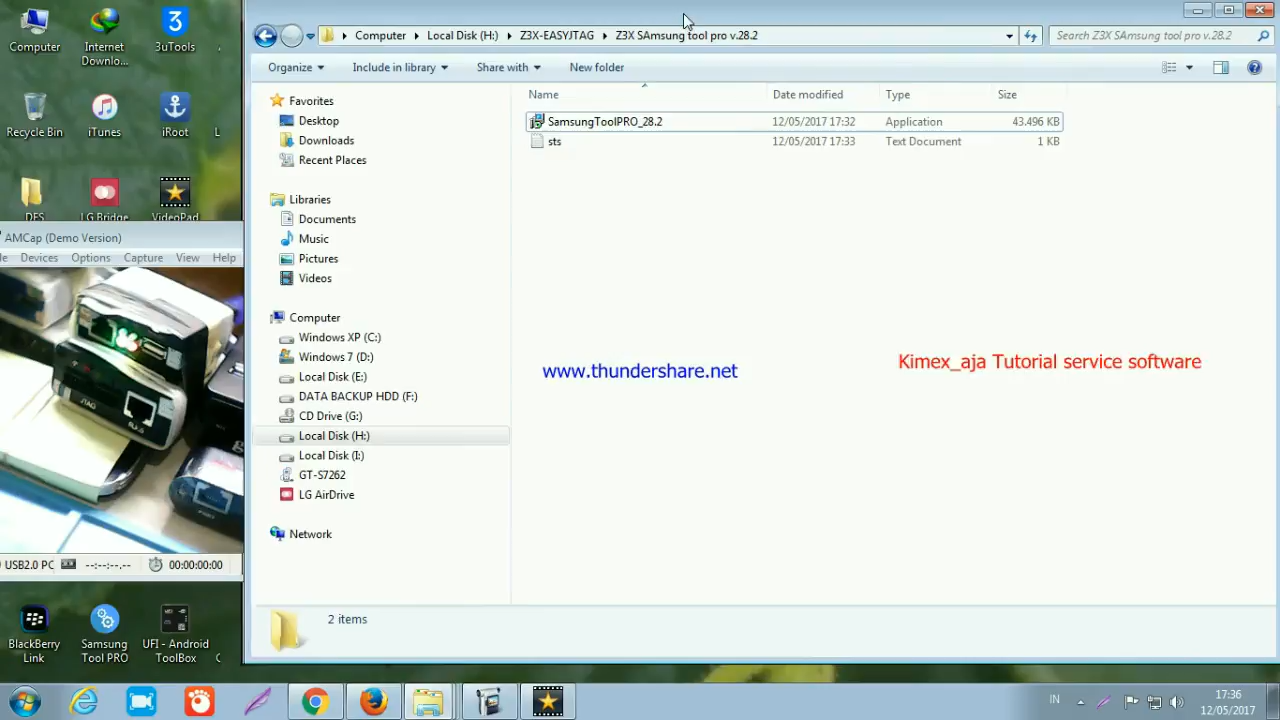 Computer
Internet Downlo...
3uTools
Recycle Bin
iTunes
iRoot
L
DFS
LG Bridge
VideoPad
AMCap (Demo Version)
Devices Options Capture View Help
JTAG
USB2.0 PC --:--:--.-- 00:00:00:00
BlackBerry Link
Samsung Tool PRO
UFI - Android ToolBox
Computer Local Disk (H:) Z3X-EASYJTAG Z3X SAmsung tool pro v.28.2
Search Z3X SAmsung tool pro v.28.2
Organize Include in library Share with New folder
Favorites
Desktop
Downloads
Recent Places
Libraries
Documents
Music
Pictures
Videos
Computer
Windows XP (C:)
Windows 7 (D:)
Local Disk (E:)
DATA BACKUP HDD (F:)
CD Drive (G:)
Local Disk (H:)
Local Disk (I:)
GT-S7262
LG AirDrive
Network
Name Date modified Type Size
SamsungToolPRO_28.2 12/05/2017 17:32 Application 43.496 KB
sts 12/05/2017 17:33 Text Document 1 KB
www.thundershare.net
Kimex_aja Tutorial service software
2 items
IN
17:36
12/05/2017